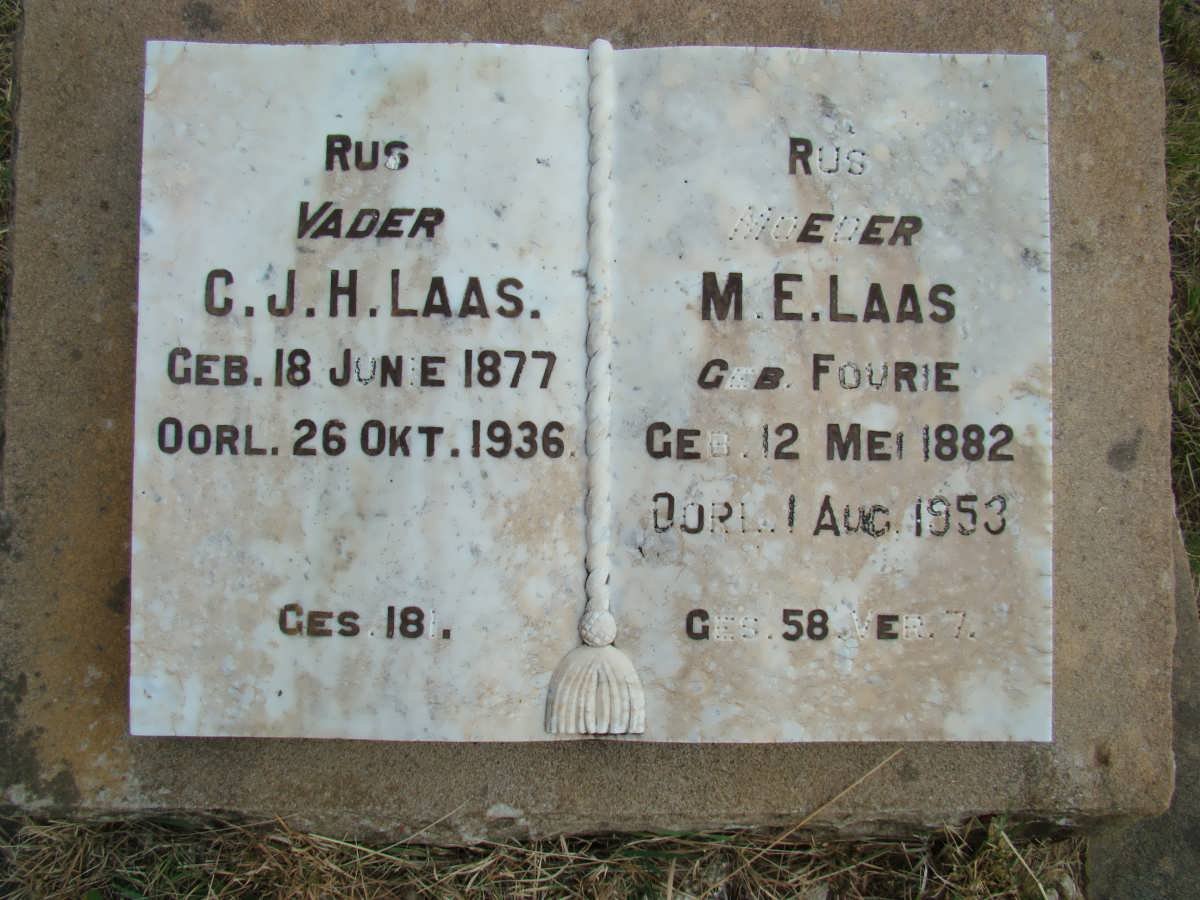 RUS
VADER
C.J.H. LAAS.
GEB. 18 JUNIE 1877
OORL. 26 OKT. 1936.
GES. 181.
RUS
MOEDER
M.E. LAAS
GEB. FOURIE
GEB. 12 MEI 1882
OORL. 1 AUG. 1953
GES. 58. VER. 7.